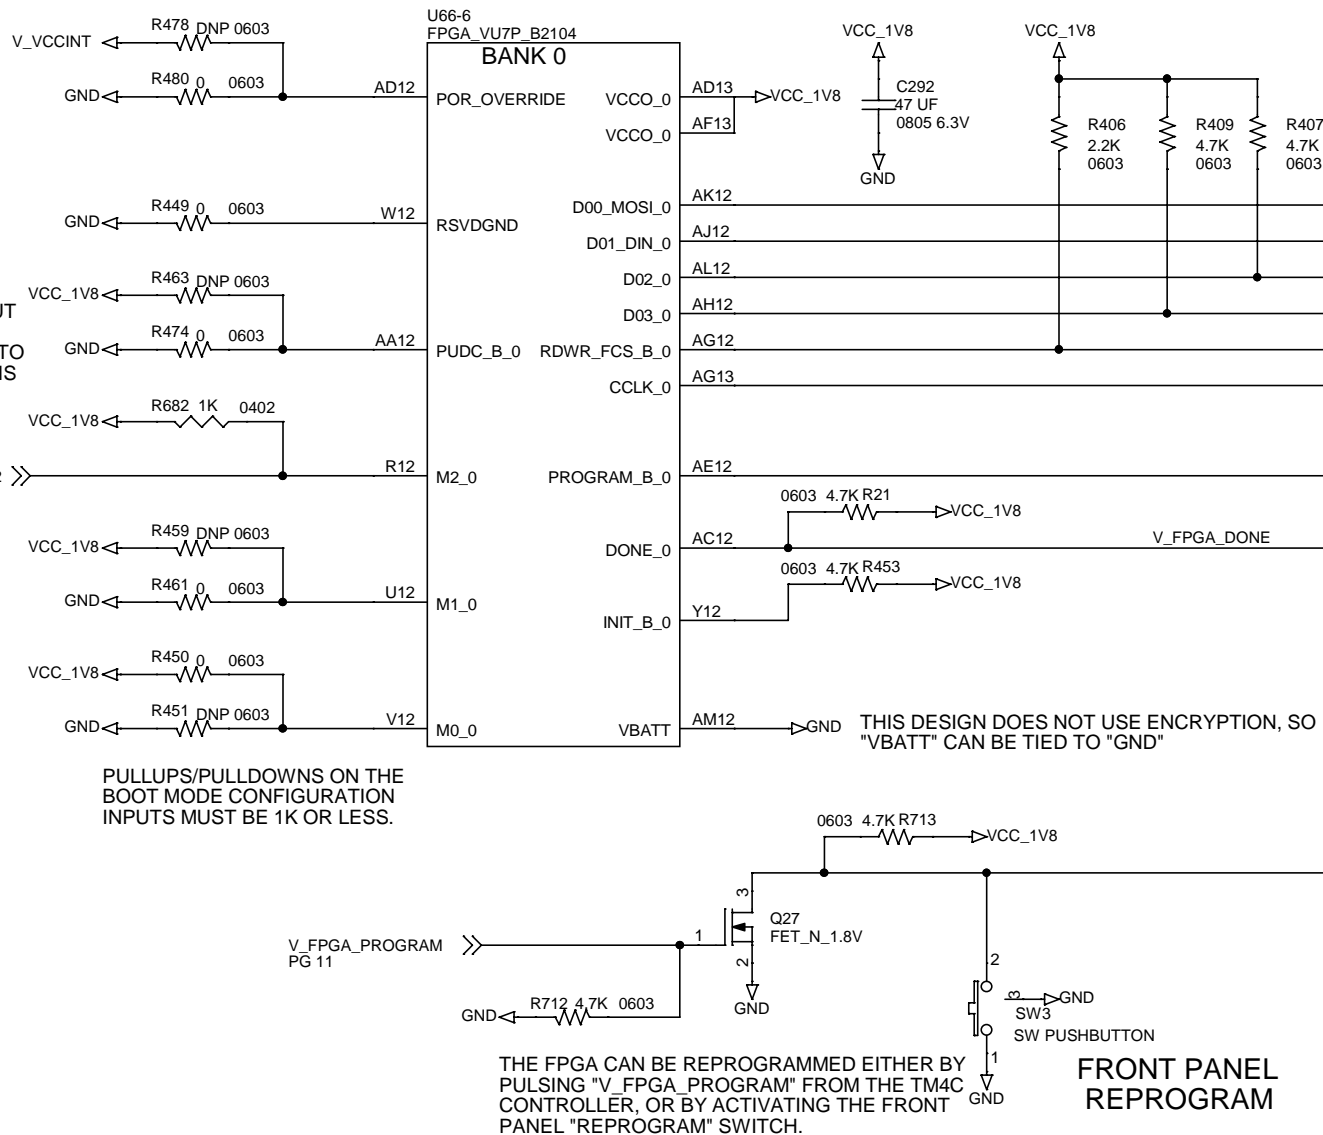 U66-6
FPGA_VU7P_B2104
BANK 0
R478 DNP 0603
V_VCCINT
R480 0 0603
GND
AD12
POR_OVERRIDE
R449 0 0603
GND
W12
RSVDGND
R463 DNP 0603
VCC_1V8
UT
R474 0 0603
GND
TO
IS
AA12
PUDC_B_0
R682 1K 0402
VCC_1V8
R12
M2_0
R459 DNP 0603
VCC_1V8
R461 0 0603
GND
U12
M1_0
R450 0 0603
VCC_1V8
R451 DNP 0603
GND
V12
M0_0
PULLUPS/PULLDOWNS ON THE
BOOT MODE CONFIGURATION
INPUTS MUST BE 1K OR LESS.
VCCO_0
AD13
VCC_1V8
VCCO_0
AF13
D00_MOSI_0
AK12
D01_DIN_0
AJ12
D02_0
AL12
D03_0
AH12
RDWR_FCS_B_0
AG12
CCLK_0
AG13
PROGRAM_B_0
AE12
0603 4.7K R21
VCC_1V8
DONE_0
AC12
V_FPGA_DONE
0603 4.7K R453
VCC_1V8
INIT_B_0
Y12
VBATT
AM12
GND
THIS DESIGN DOES NOT USE ENCRYPTION, SO
"VBATT" CAN BE TIED TO "GND"
VCC_1V8
C292
47 UF
0805 6.3V
GND
VCC_1V8
R406
2.2K
0603
R409
4.7K
0603
R407
4.7K
0603
0603 4.7K R713
VCC_1V8
3
Q27
FET_N_1.8V
1
2
GND
V_FPGA_PROGRAM
PG 11
R712 4.7K 0603
GND
2
3
GND
SW3
SW PUSHBUTTON
1
GND
THE FPGA CAN BE REPROGRAMMED EITHER BY
PULSING "V_FPGA_PROGRAM" FROM THE TM4C
CONTROLLER, OR BY ACTIVATING THE FRONT
PANEL "REPROGRAM" SWITCH.
FRONT PANEL
REPROGRAM